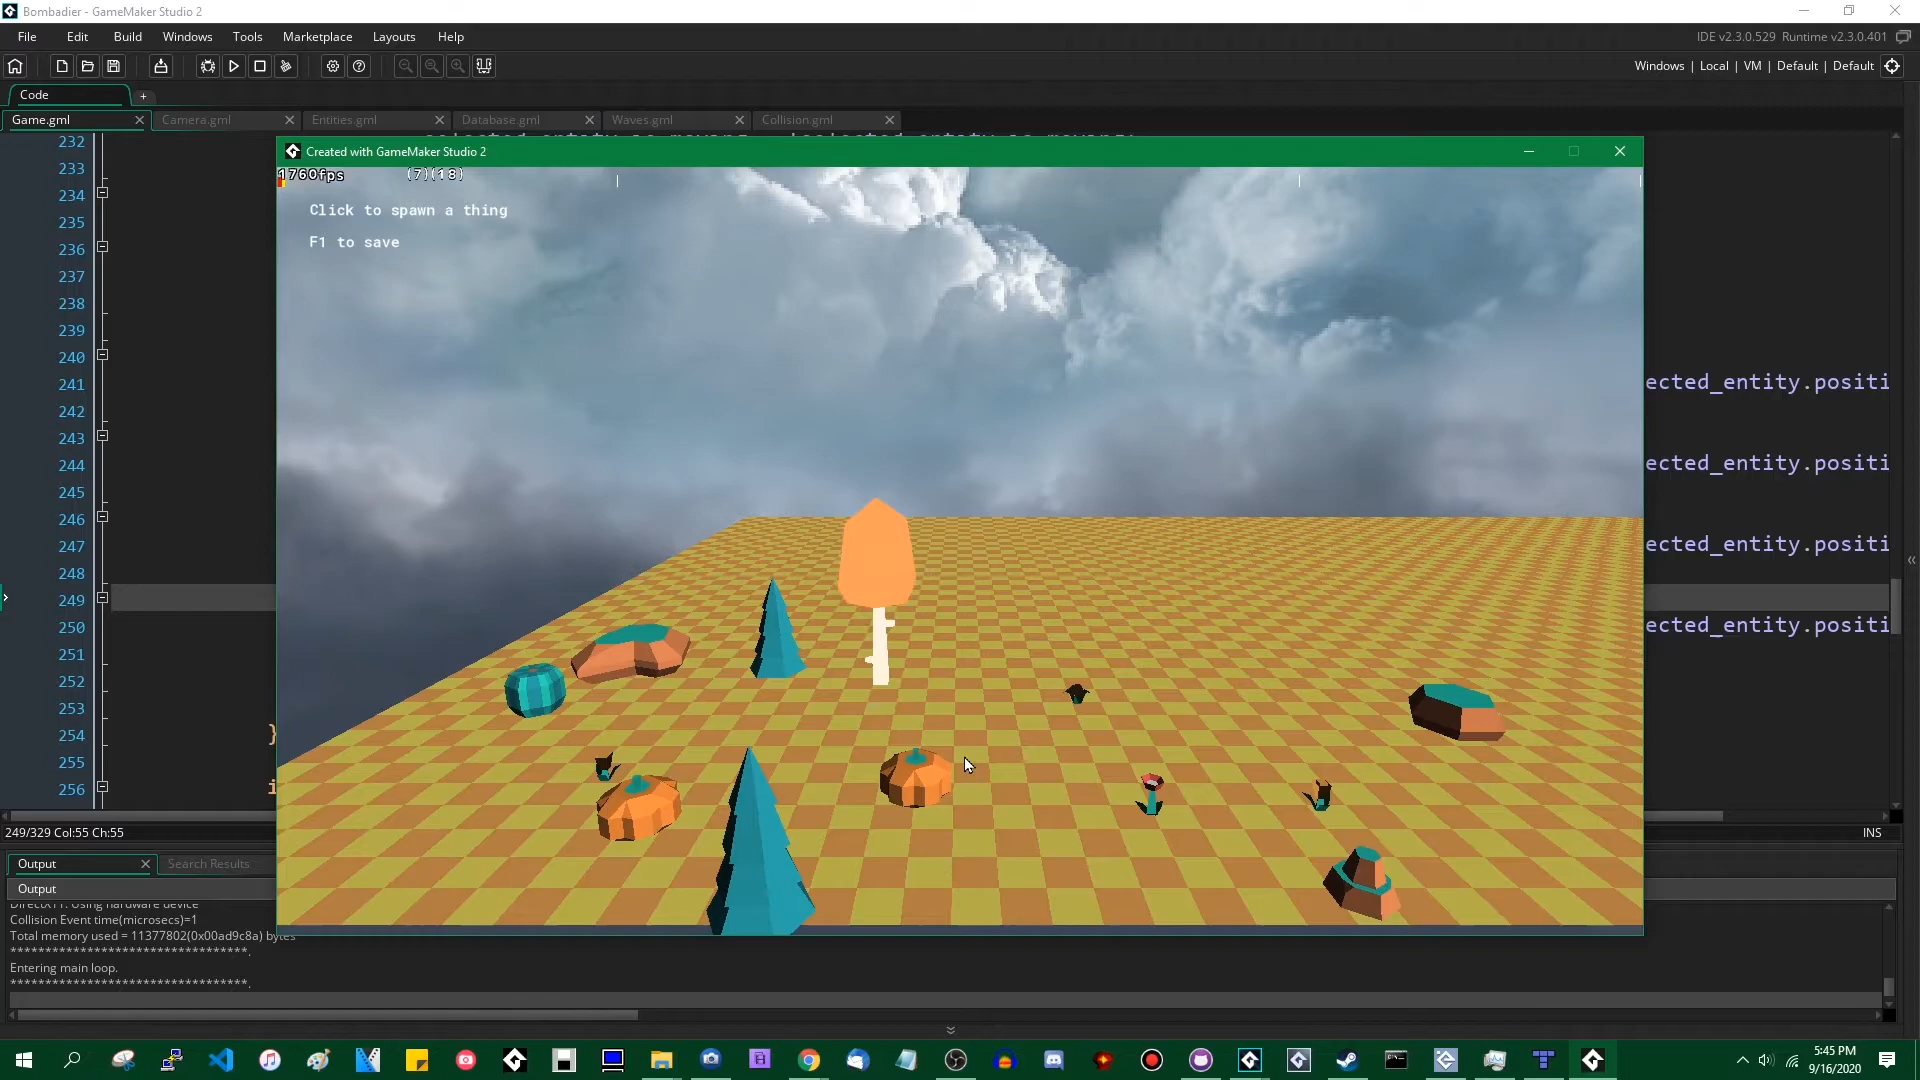 Bombadier - GameMaker Studio 2
File Edit Build Windows Tools Marketplace Layouts Help
IDE v2.3.0.529 Runtime v2.3.0.401
Windows | Local | VM | Default | Default
Code
+
Game.gml Camera.gml Entities.gml Database.gml Waves.gml Collision.gml
232
233
234
235
236
237
238
239
240
241
242
243
244
245
246
247
248
249
250
251
252
253
254
255
256
}
i
Created with GameMaker Studio 2
1760fps (7)(18)
Click to spawn a thing
F1 to save
ected_entity.positi
ected_entity.positi
ected_entity.positi
ected_entity.positi
249/329 Col:55 Ch:55
INS
Output Search Results
Output
DirectX11: Using hardware device
Collision Event time(microsecs)=1
Total memory used = 11377802(0x00ad9c8a) bytes
**********************************.
Entering main loop.
**********************************.
5:45 PM
9/16/2020